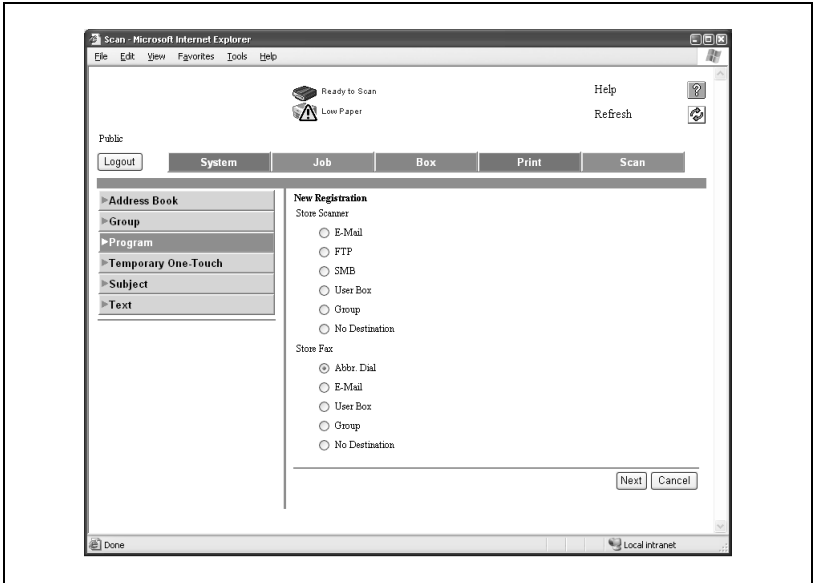 Scan - Microsoft Internet Explorer
File Edit View Favorites Tools Help
Ready to Scan
Low Paper
Help
Refresh
Public
Logout
System Job Box Print Scan
Address Book
Group
Program
Temporary One-Touch
Subject
Text
New Registration
Store Scanner
E-Mail
FTP
SMB
User Box
Group
No Destination
Store Fax
Abbr. Dial
E-Mail
User Box
Group
No Destination
Next Cancel
Done
Local intranet